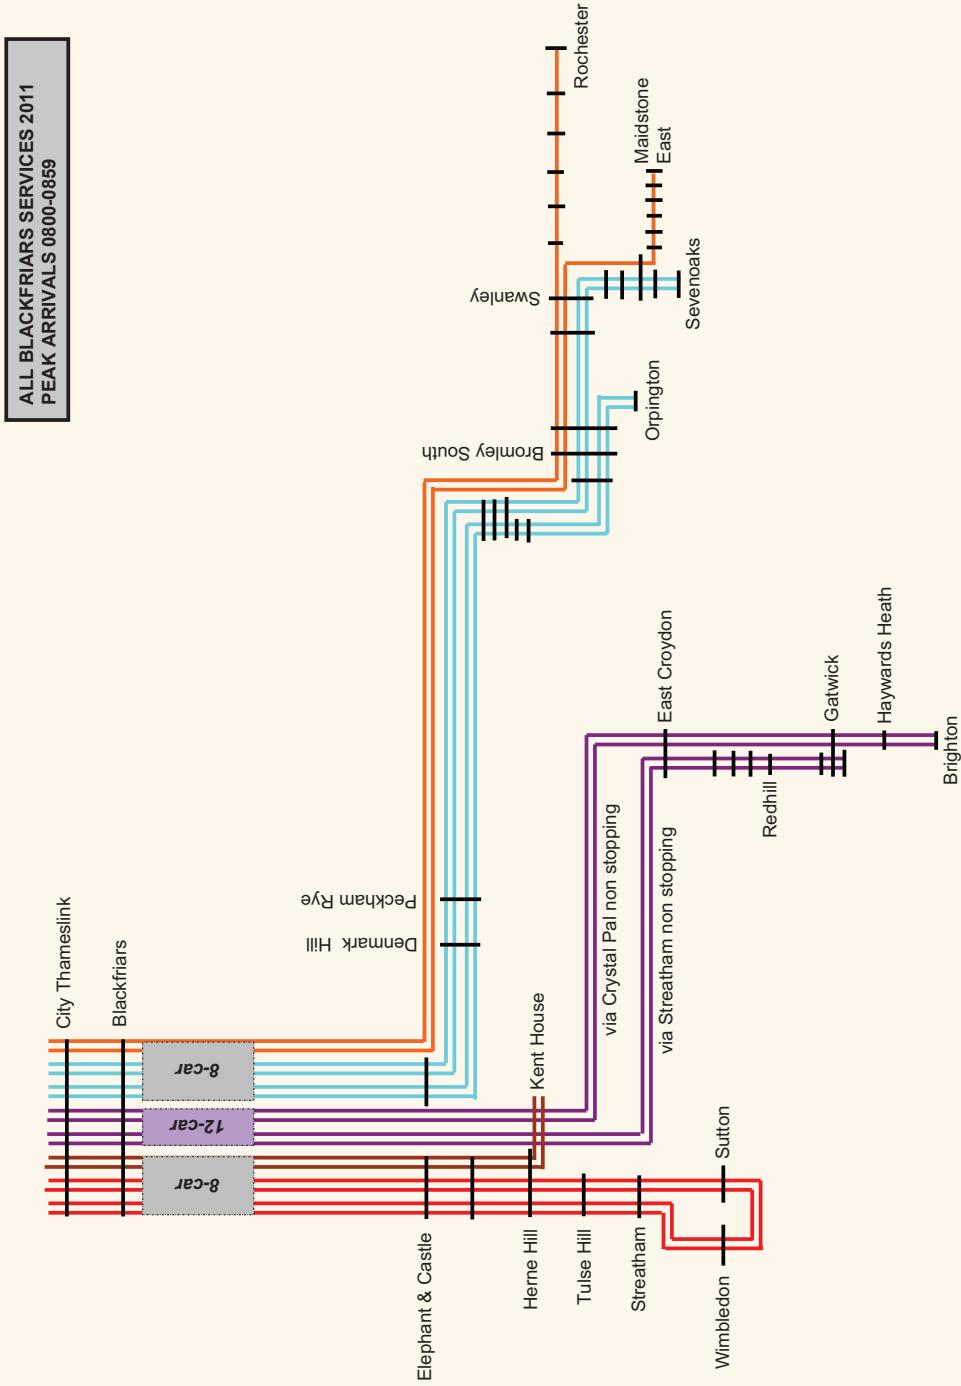 ALL BLACKFRIARS SERVICES 2011
PEAK ARRIVALS 0800-0859
City Thameslink
Blackfriars
8-car
12-car
8-car
Elephant & Castle
Herne Hill
Tulse Hill
Streatham
Wimbledon
Sutton
Kent House
Denmark Hill
Peckham Rye
via Crystal Pal non stopping
via Streatham non stopping
East Croydon
Redhill
Gatwick
Haywards Heath
Brighton
Bromley South
Orpington
Swanley
Sevenoaks
Maidstone
East
Rochester